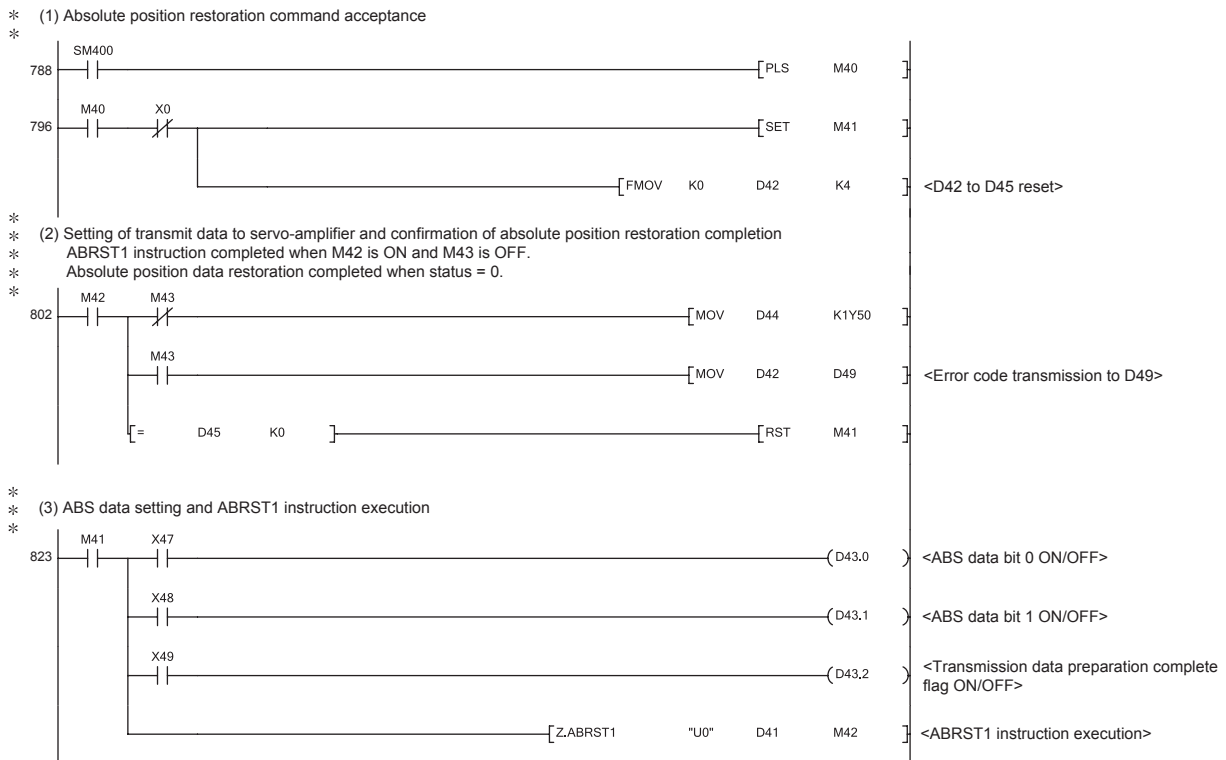 * (1) Absolute position restoration command acceptance
*
SM400
788 PLS M40
M40 X0
796 SET M41
FMOV K0 D42 K4 <D42 to D45 reset>
*
* (2) Setting of transmit data to servo-amplifier and confirmation of absolute position restoration completion
* ABRST1 instruction completed when M42 is ON and M43 is OFF.
* Absolute position data restoration completed when status = 0.
*
M42 M43
802 MOV D44 K1Y50
M43
MOV D42 D49 <Error code transmission to D49>
= D45 K0 RST M41
*
* (3) ABS data setting and ABRST1 instruction execution
*
M41 X47
823 D43.0 <ABS data bit 0 ON/OFF>
X48
D43.1 <ABS data bit 1 ON/OFF>
X49
D43.2 <Transmission data preparation complete
flag ON/OFF>
Z.ABRST1 "U0" D41 M42 <ABRST1 instruction execution>